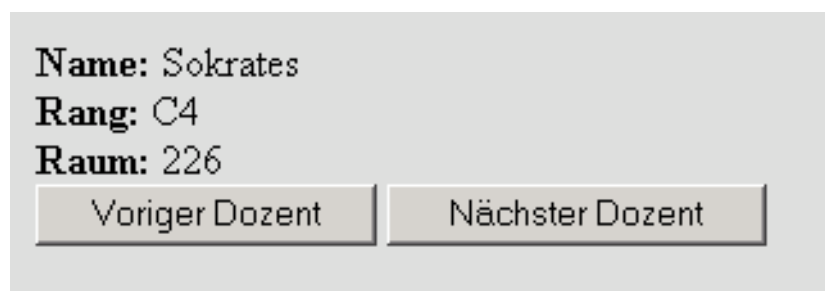 Name: Sokrates
Rang: C4
Raum: 226
Voriger Dozent Nächster Dozent